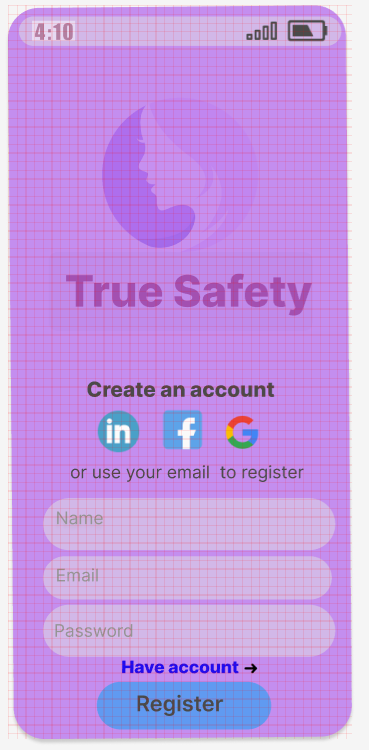 4:10
True Safety
Create an account
in f G
or use your email to register
Name
Email
Password
Have account →
Register